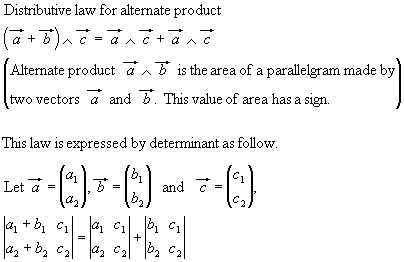 Distributive law for alternate product
(a⃗ + b⃗) ∧ c⃗ = a⃗ ∧ c⃗ + a⃗ ∧ c⃗
(Alternate product a⃗ ∧ b⃗ is the area of a parallelgram made by
two vectors a⃗ and b⃗. This value of area has a sign.)
This law is expressed by determinant as follow.
Let a⃗ = (a₁ a₂), b⃗ = (b₁ b₂) and c⃗ = (c₁ c₂),
|a₁ + b₁ c₁ a₂ + b₂ c₂| = |a₁ c₁ a₂ c₂| + |b₁ c₁ b₂ c₂|